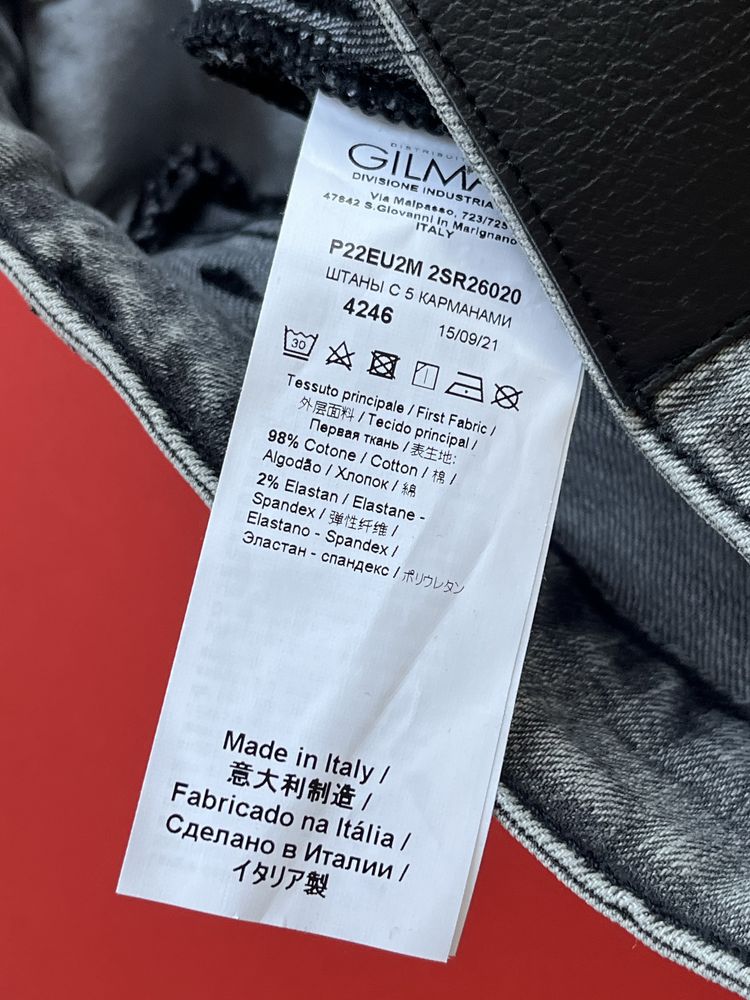 DISTRIBUIT
GILMA
DIVISIONE INDUSTRIA
Via Malpasso, 723/725
47842 S.Giovanni in Marignano
ITALY
P22EU2M 2SR26020
ШТАНЫ С 5 КАРМАНАМИ
4246 15/09/21
30
Tessuto principale / First Fabric /
外层面料 / Tecido principal /
Первая ткань / 表生地:
98% Cotone / Cotton / 棉 /
Algodão / Хлопок / 綿
2% Elastan / Elastane -
Spandex / 弹性纤维 /
Elastano - Spandex /
Эластан - спандекс / ポリウレタン
Made in Italy /
意大利制造 /
Fabricado na Itália /
Сделано в Италии /
イタリア製